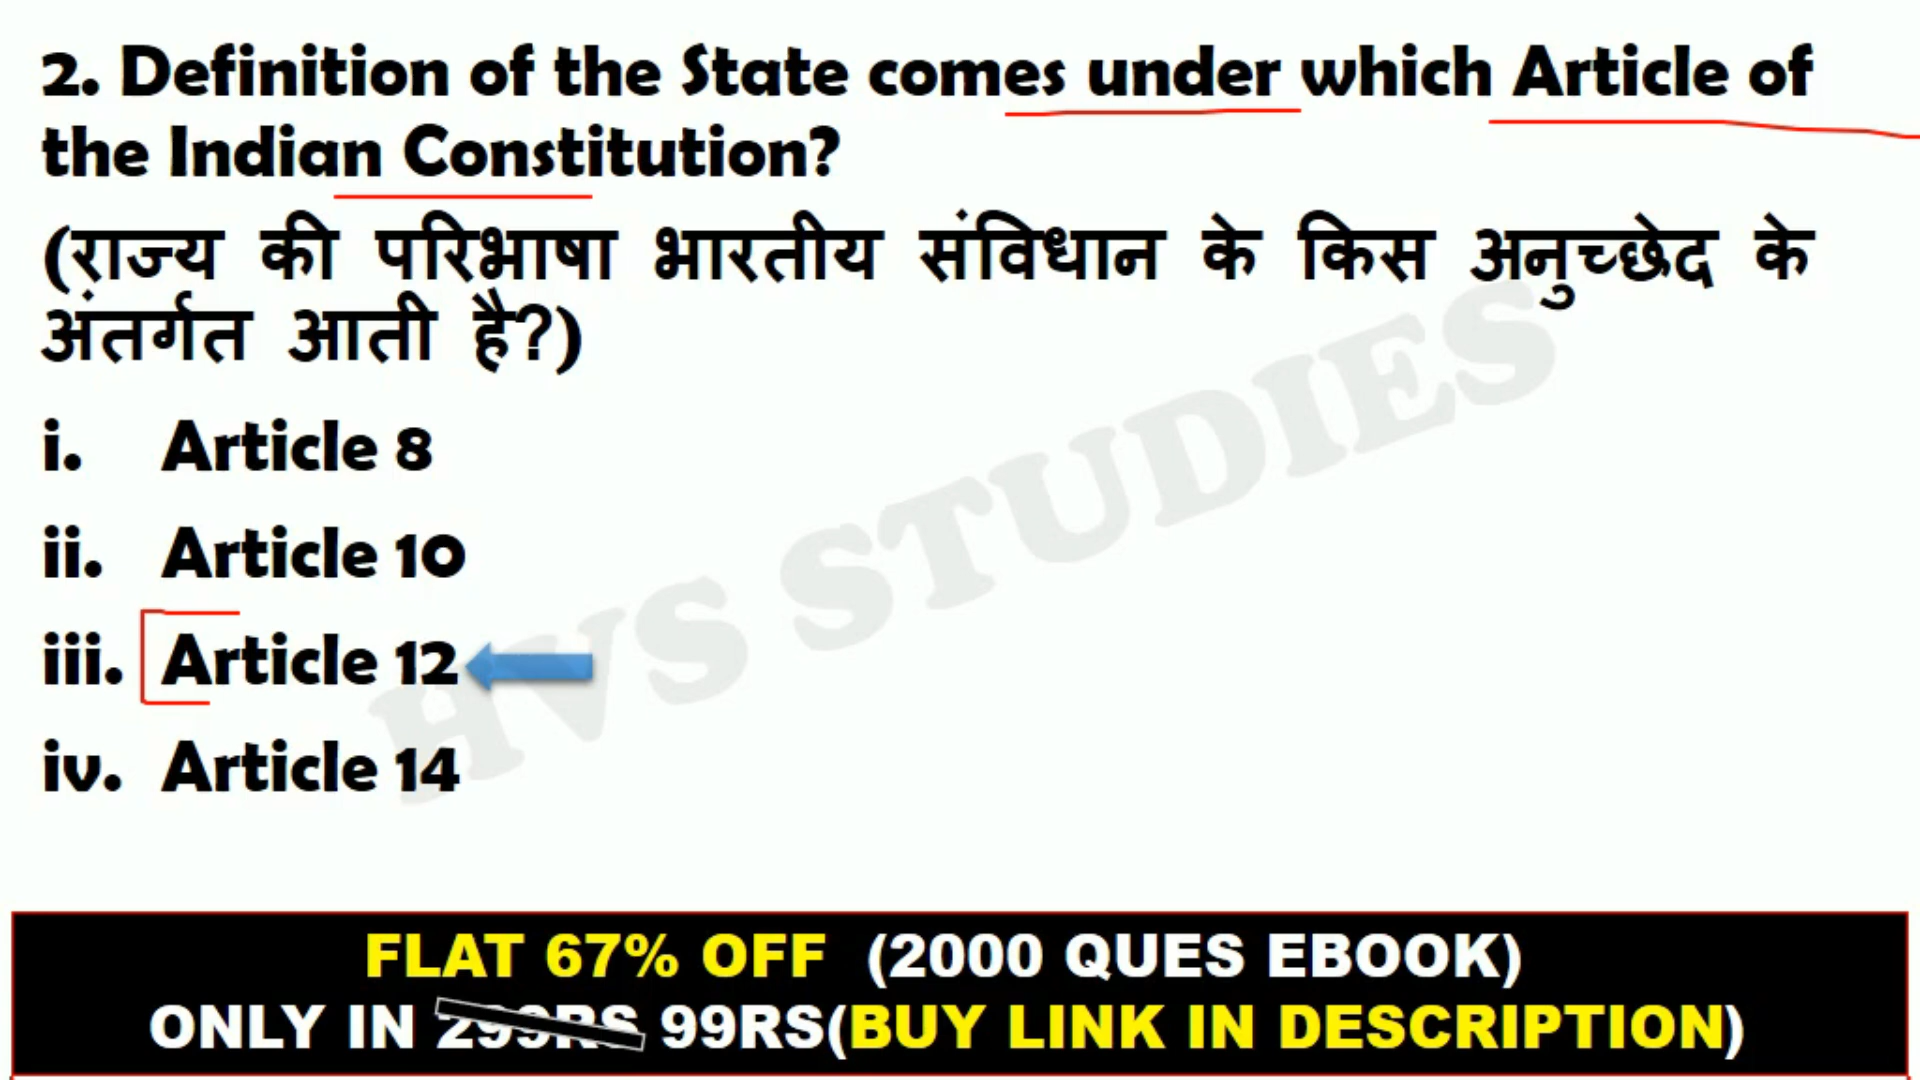 2. Definition of the State comes under which Article of
the Indian Constitution?
(राज्य की परिभाषा भारतीय संविधान के किस अनुच्छेद के
अंतर्गत आती है?)
i. Article 8
ii. Article 10
iii. Article 12
iv. Article 14
HVS STUDIES
FLAT 67% OFF (2000 QUES EBOOK)
ONLY IN 299RS 99RS(BUY LINK IN DESCRIPTION)